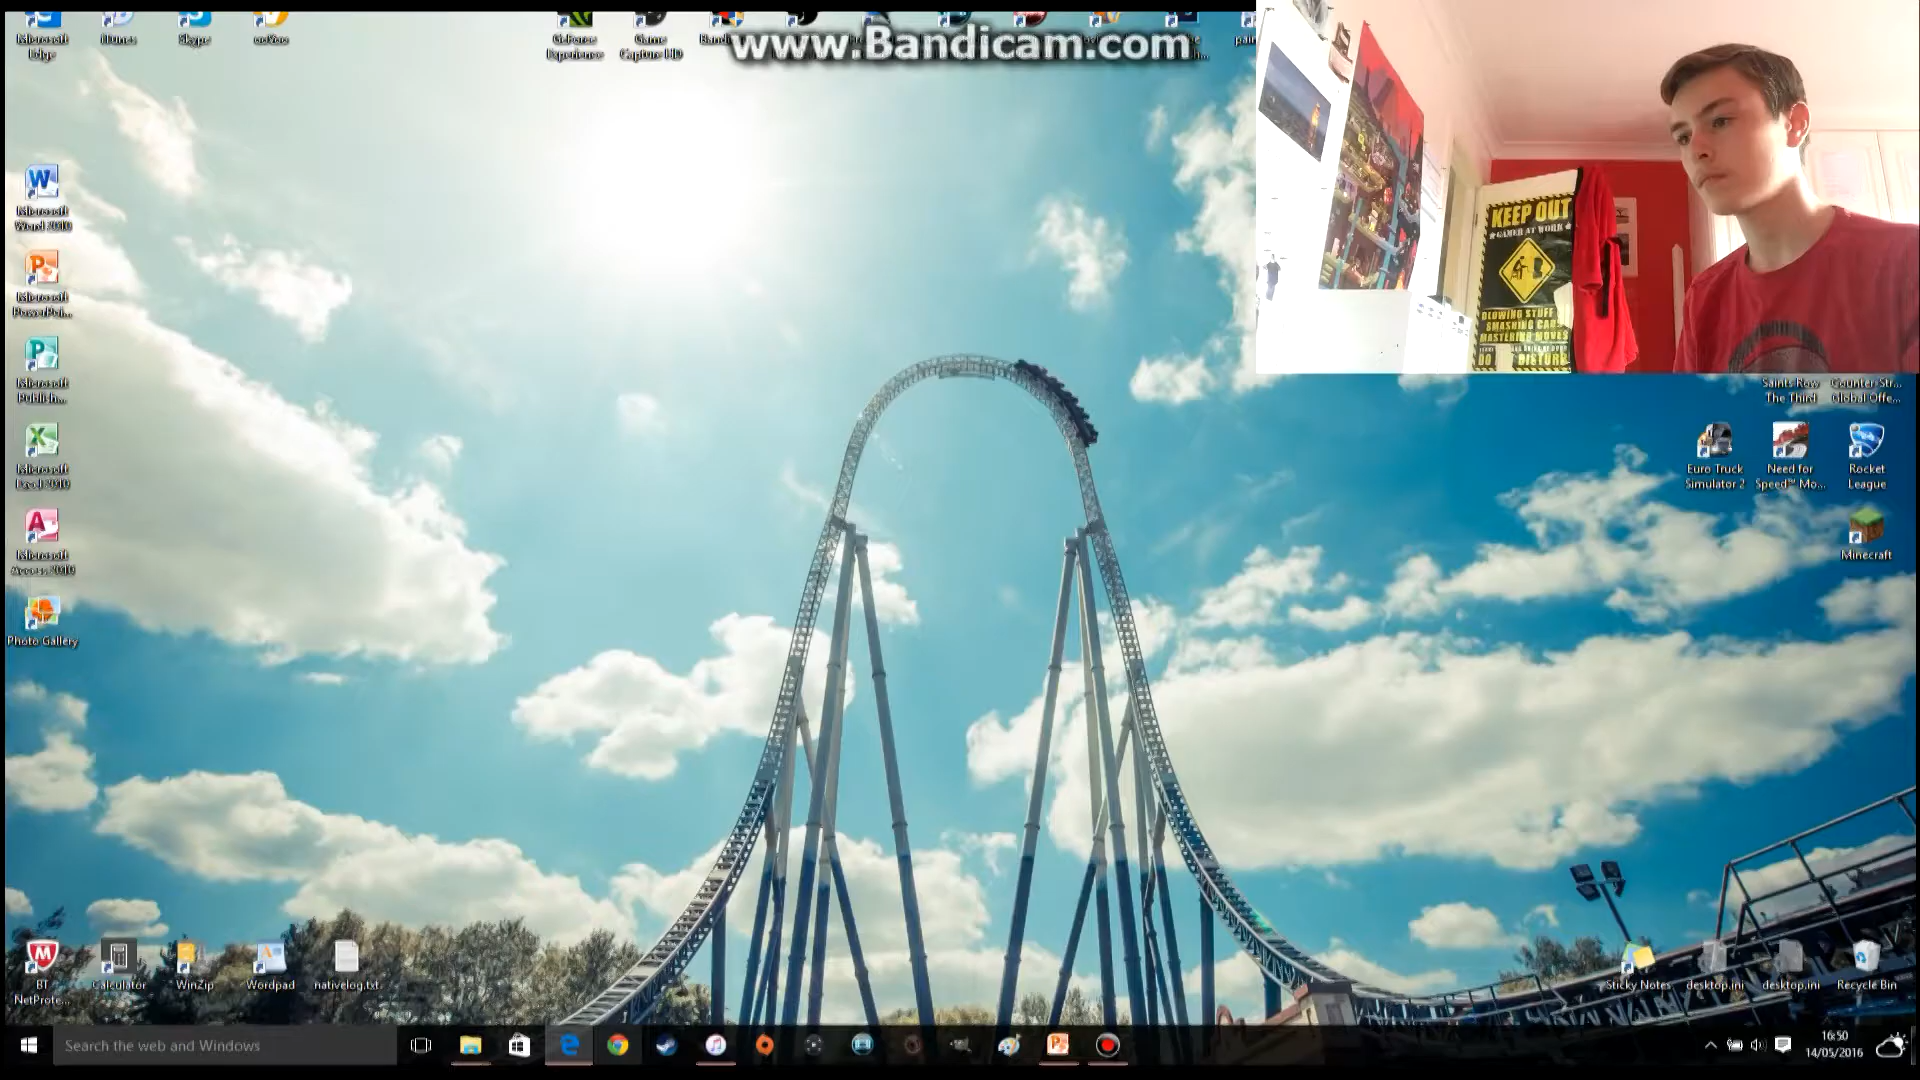 www.Bandicam.com
Microsoft
Edge
iTunes
Skype
ooVoo
GeForce
Experience
Game
Capture HD
KEEP OUT
GAMER AT WORK
BLOWING STUFF
SMASHING CARS
MASTERING MOVES
DO
DISTURB
Microsoft
Word 2010
Microsoft
PowerPoi...
Microsoft
Publish...
Microsoft
Excel 2010
Microsoft
Access 2010
Photo Gallery
Saints Row
The Third
Counter-Str...
Global Offe...
Euro Truck
Simulator 2
Need for
Speed™ Mo...
Rocket
League
Minecraft
BT
NetProte...
Calculator
WinZip
Wordpad
nativelog.txt
Sticky Notes
desktop.ini
desktop.ini
Recycle Bin
Search the web and Windows
16:50
14/05/2016